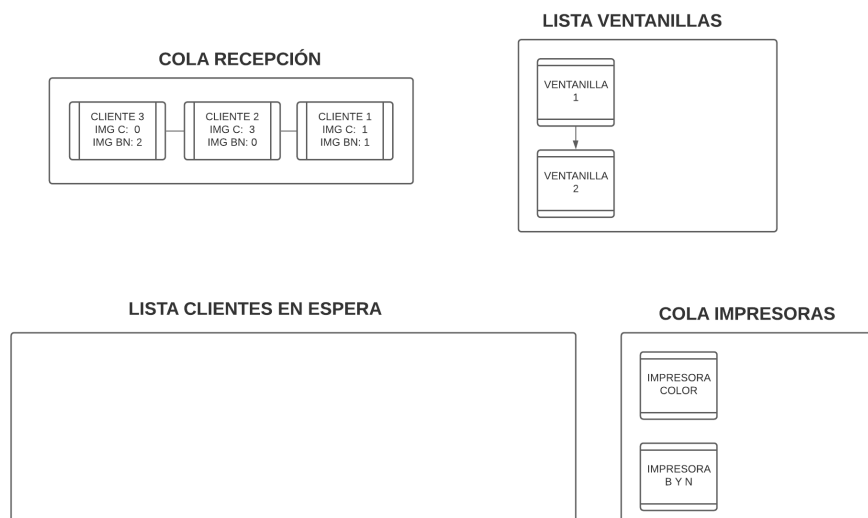 LISTA VENTANILLAS
COLA RECEPCIÓN
CLIENTE 3
IMG C:  0
IMG BN: 2
CLIENTE 2
IMG C:  3
IMG BN: 0
CLIENTE 1
IMG C:  1
IMG BN: 1
VENTANILLA
1
VENTANILLA
2
LISTA CLIENTES EN ESPERA
COLA IMPRESORAS
IMPRESORA
COLOR
IMPRESORA
B Y N